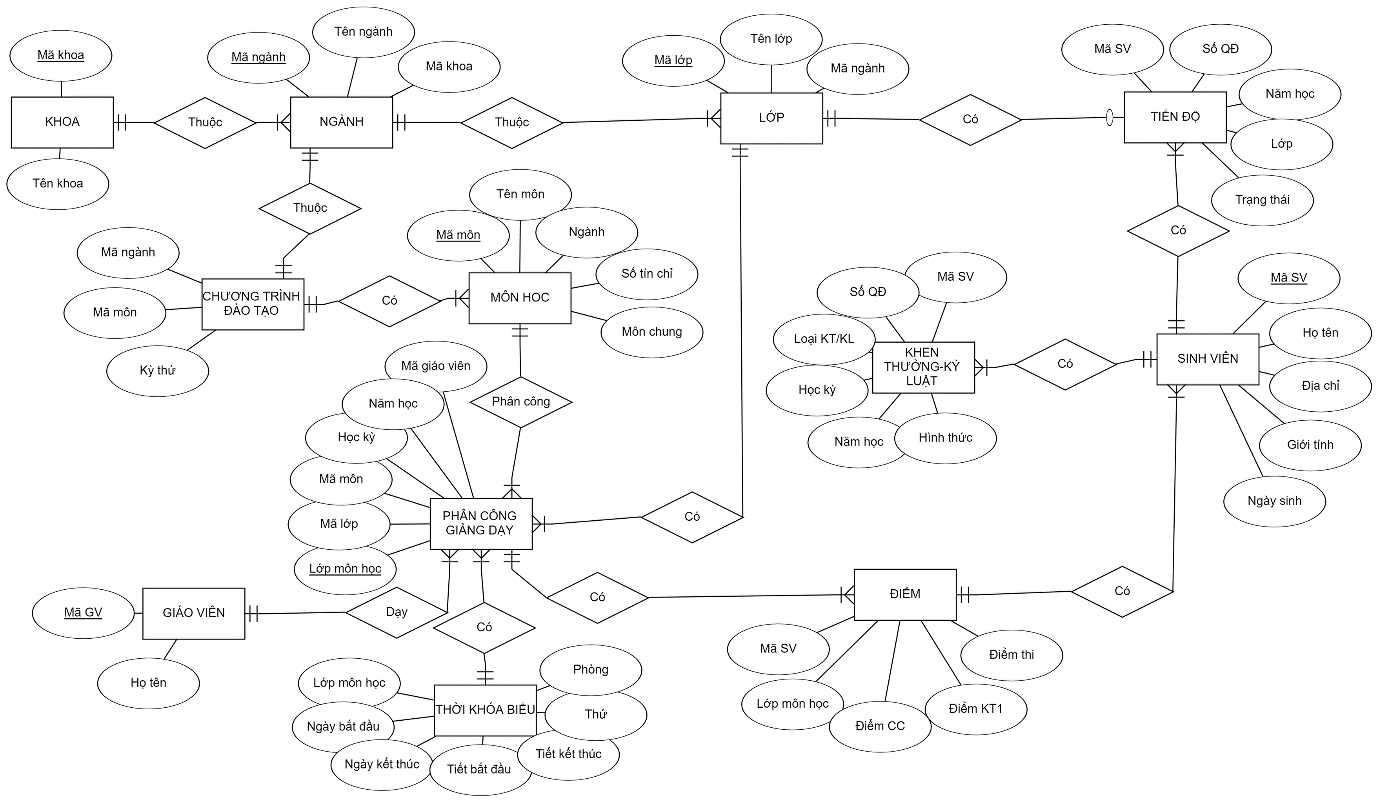 Mã khoa
KHOA
Tên khoa
Thuộc
Mã ngành
Tên ngành
Mã khoa
NGÀNH
Thuộc
Mã lớp
Tên lớp
Mã ngành
LỚP
Có
Mã SV
Số QĐ
Năm học
Lớp
Trạng thái
TIẾN ĐỘ
Thuộc
Mã ngành
Mã môn
Kỳ thứ
CHƯƠNG TRÌNH
ĐÀO TẠO
Có
Mã môn
Tên môn
Ngành
Số tín chỉ
Môn chung
MÔN HOC
Phân công
Có
Mã SV
Họ tên
Địa chỉ
Giới tính
Ngày sinh
SINH VIÊN
Có
Số QĐ
Mã SV
Loại KT/KL
Học kỳ
Năm học
Hình thức
KHEN
THƯỞNG-KỶ
LUẬT
Mã giáo viên
Năm học
Học kỳ
Mã môn
Mã lớp
Lớp môn học
PHÂN CÔNG
GIẢNG DẠY
Có
Có
ĐIỂM
Có
Mã SV
Lớp môn học
Điểm CC
Điểm KT1
Điểm thi
Mã GV
GIÁO VIÊN
Họ tên
Dạy
Có
Lớp môn học
Ngày bắt đầu
Ngày kết thúc
Tiết bắt đầu
Tiết kết thúc
Thứ
Phòng
THỜI KHÓA BIỂU